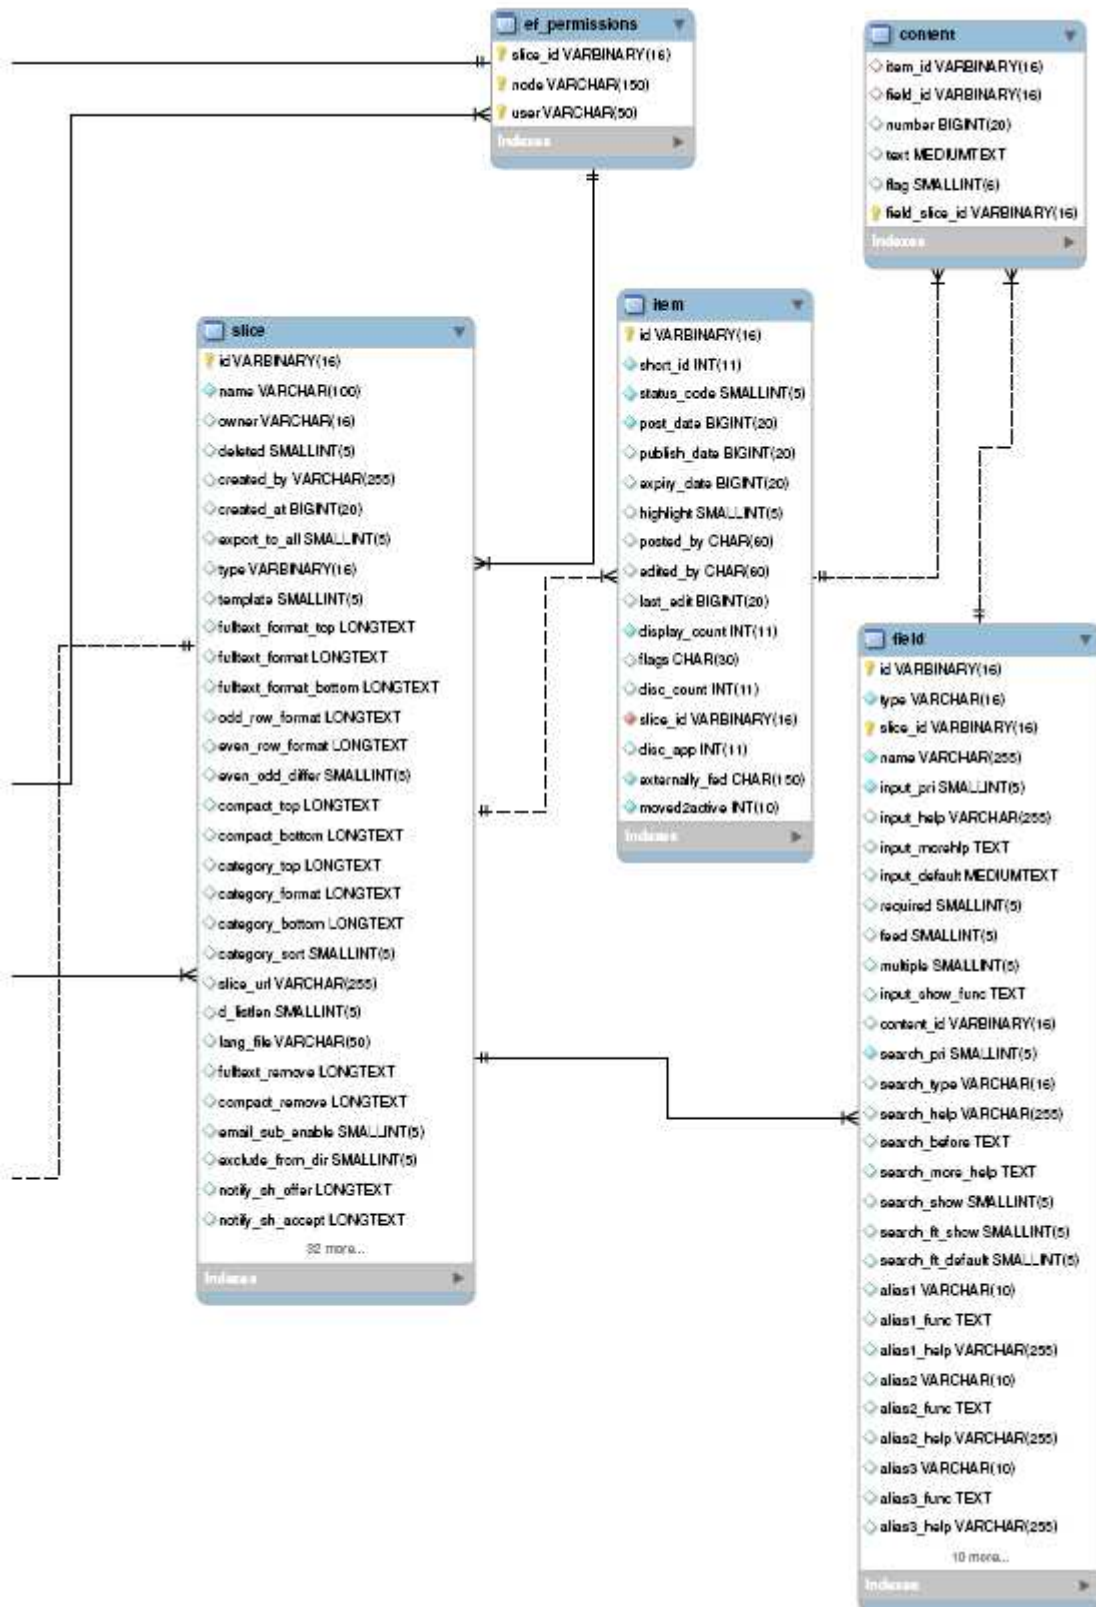 ef_permissions
slice_id VARBINARY(16)
node VARCHAR(150)
user VARCHAR(50)
Indexes
content
item_id VARBINARY(16)
field_id VARBINARY(16)
number BIGINT(20)
text MEDIUMTEXT
flag SMALLINT(6)
field_slice_id VARBINARY(16)
Indexes
slice
id VARBINARY(16)
name VARCHAR(100)
owner VARCHAR(16)
deleted SMALLINT(5)
created_by VARCHAR(255)
created_at BIGINT(20)
export_to_all SMALLINT(5)
type VARBINARY(16)
template SMALLINT(5)
fulltext_format_top LONGTEXT
fulltext_format LONGTEXT
fulltext_format_bottom LONGTEXT
odd_row_format LONGTEXT
even_row_format LONGTEXT
even_odd_differ SMALLINT(5)
compact_top LONGTEXT
compact_bottom LONGTEXT
category_top LONGTEXT
category_format LONGTEXT
category_bottom LONGTEXT
category_sort SMALLINT(5)
slice_url VARCHAR(255)
d_listlen SMALLINT(5)
lang_file VARCHAR(50)
fulltext_remove LONGTEXT
compact_remove LONGTEXT
email_sub_enable SMALLINT(5)
exclude_from_dir SMALLINT(5)
notify_sh_offer LONGTEXT
notify_sh_accept LONGTEXT
32 more...
Indexes
item
id VARBINARY(16)
short_id INT(11)
status_code SMALLINT(5)
post_date BIGINT(20)
publish_date BIGINT(20)
expiry_date BIGINT(20)
highlight SMALLINT(5)
posted_by CHAR(60)
edited_by CHAR(60)
last_edit BIGINT(20)
display_count INT(11)
flags CHAR(30)
disc_count INT(11)
slice_id VARBINARY(16)
disc_app INT(11)
externally_fed CHAR(150)
moved2active INT(10)
Indexes
field
id VARBINARY(16)
type VARCHAR(16)
slice_id VARBINARY(16)
name VARCHAR(255)
input_pri SMALLINT(5)
input_help VARCHAR(255)
input_morehlp TEXT
input_default MEDIUMTEXT
required SMALLINT(5)
feed SMALLINT(5)
multiple SMALLINT(5)
input_show_func TEXT
content_id VARBINARY(16)
search_pri SMALLINT(5)
search_type VARCHAR(16)
search_help VARCHAR(255)
search_before TEXT
search_more_help TEXT
search_show SMALLINT(5)
search_ft_show SMALLINT(5)
search_ft_default SMALLINT(5)
alias1 VARCHAR(10)
alias1_func TEXT
alias1_help VARCHAR(255)
alias2 VARCHAR(10)
alias2_func TEXT
alias2_help VARCHAR(255)
alias3 VARCHAR(10)
alias3_func TEXT
alias3_help VARCHAR(255)
10 more...
Indexes